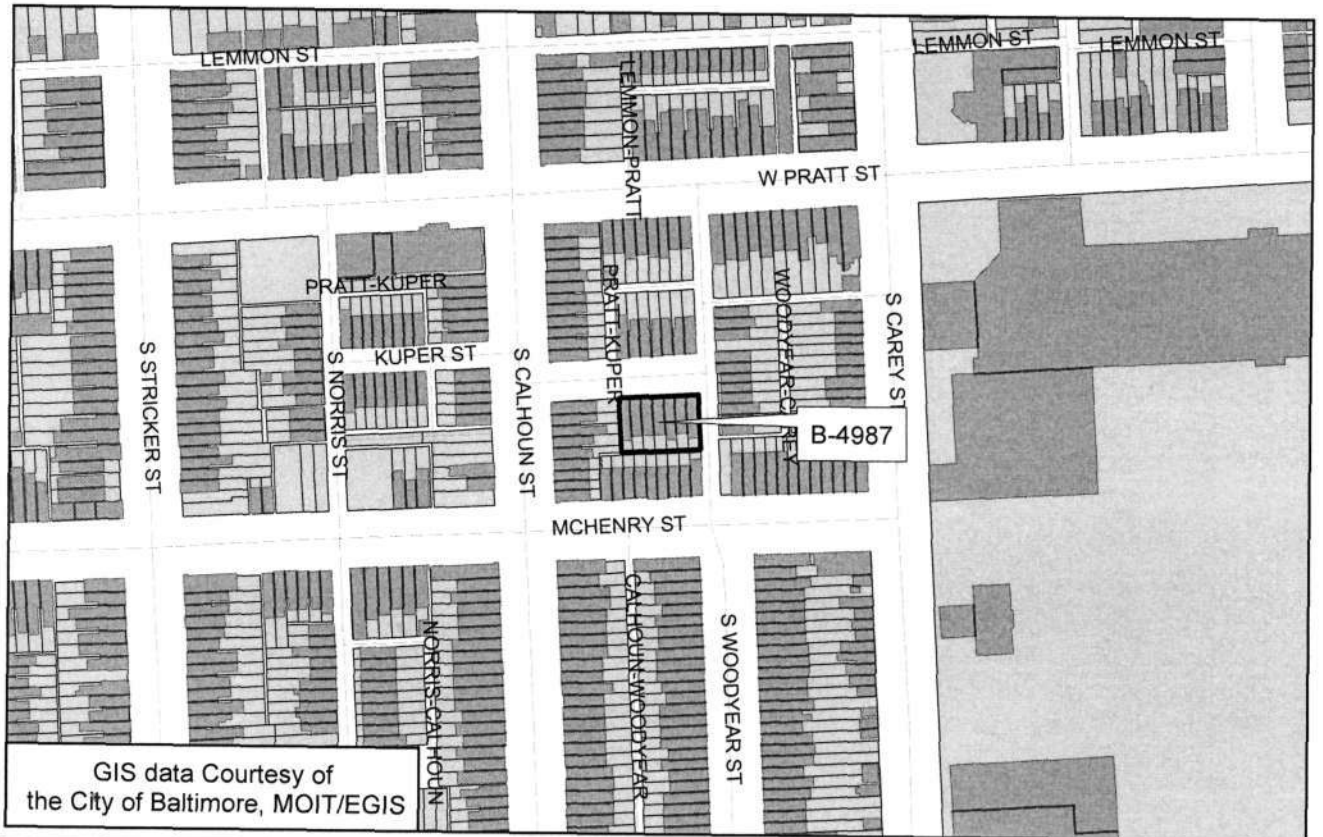 LEMMON ST
LEMMON ST
LEMMON ST
LEMMON-PRATT
W PRATT ST
PRATT-KUPER
PRATT-KUPER
WOODYEAR-CAREY
S CAREY ST
KUPER ST
S STRICKER ST
S NORRIS ST
S CALHOUN ST
B-4987
MCHENRY ST
NORRIS-CALHOUN
CALHOUN-WOODYEAR
S WOODYEAR ST
GIS data Courtesy of
the City of Baltimore, MOIT/EGIS